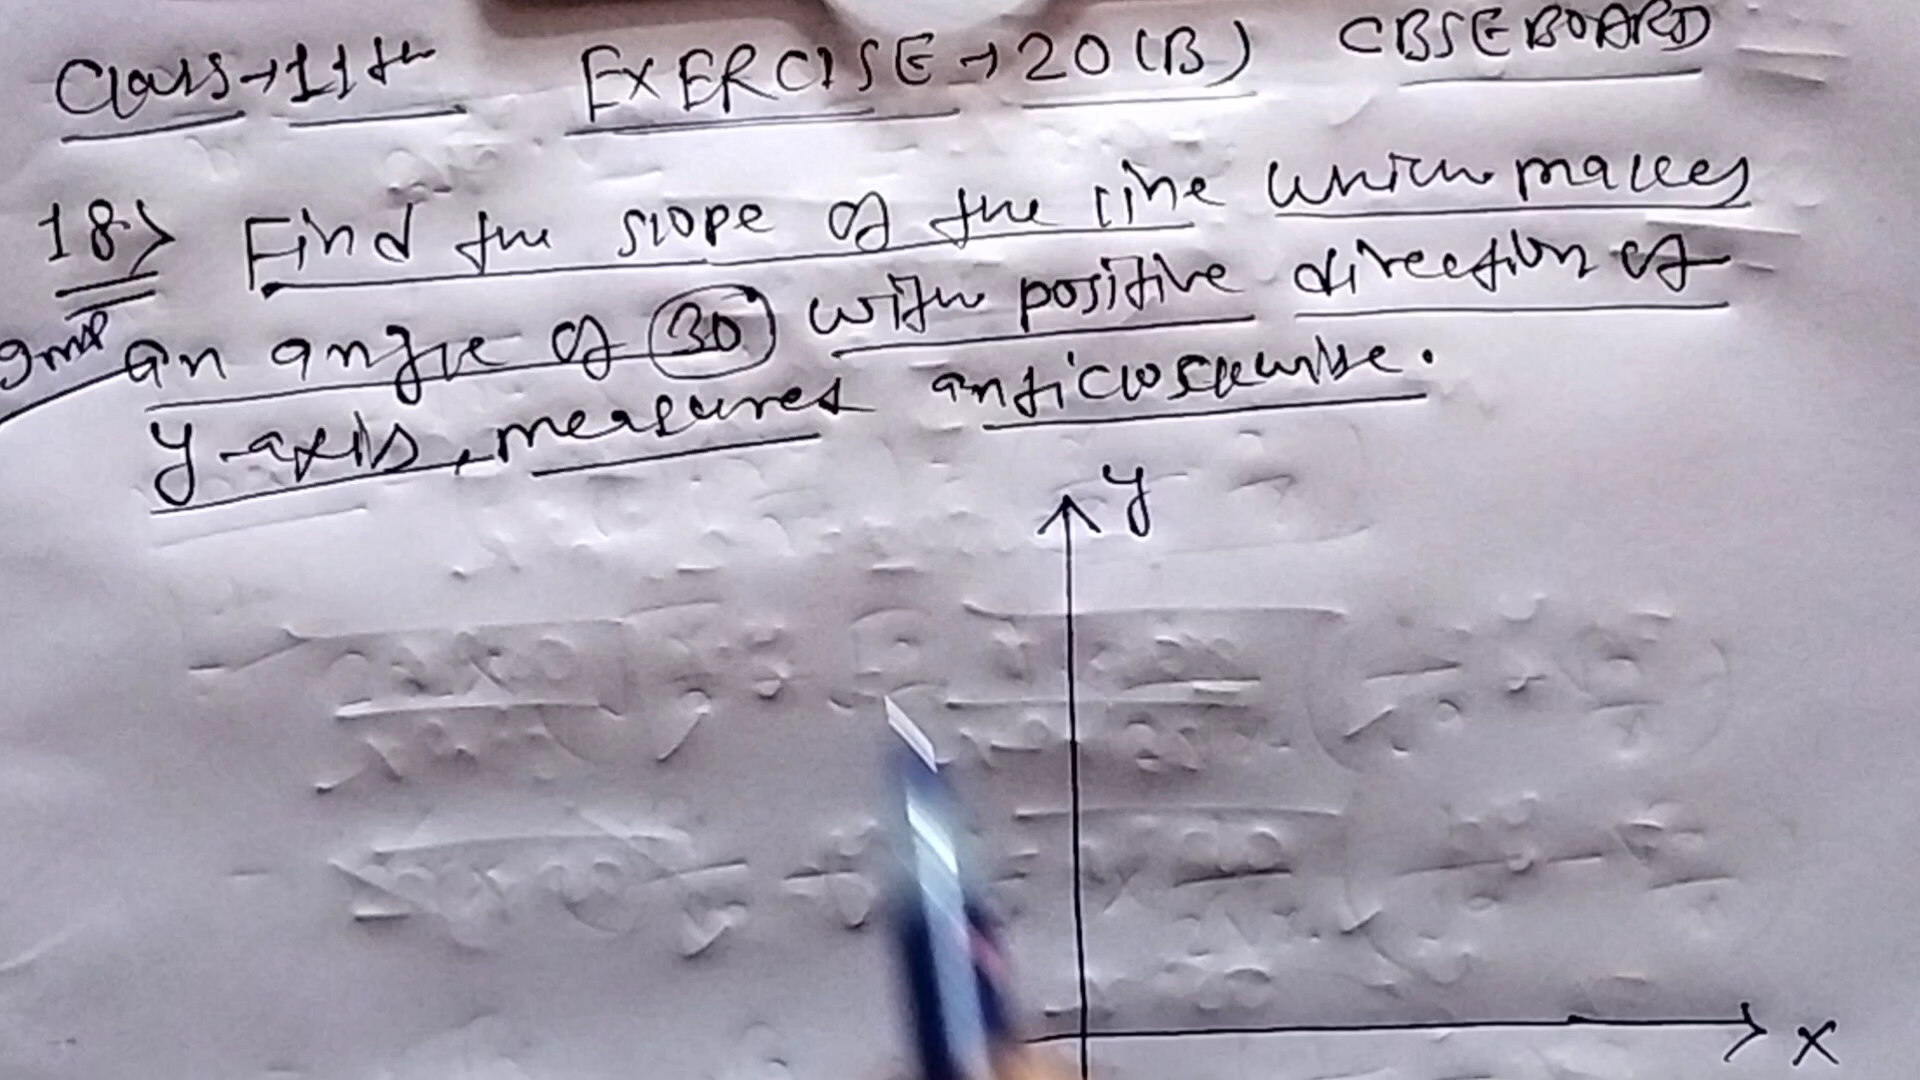 Class→11th EXERCISE→20(B) CBSE BOARD
18> Find the slope of the line which makes
Imp an angle of 30 with positive direction of
y-axis, measured anticlockwise.
y
x